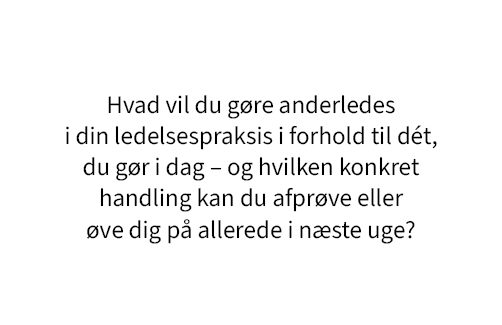 Hvad vil du gøre anderledes
i din ledelsespraksis i forhold til dét,
du gør i dag – og hvilken konkret
handling kan du afprøve eller
øve dig på allerede i næste uge?